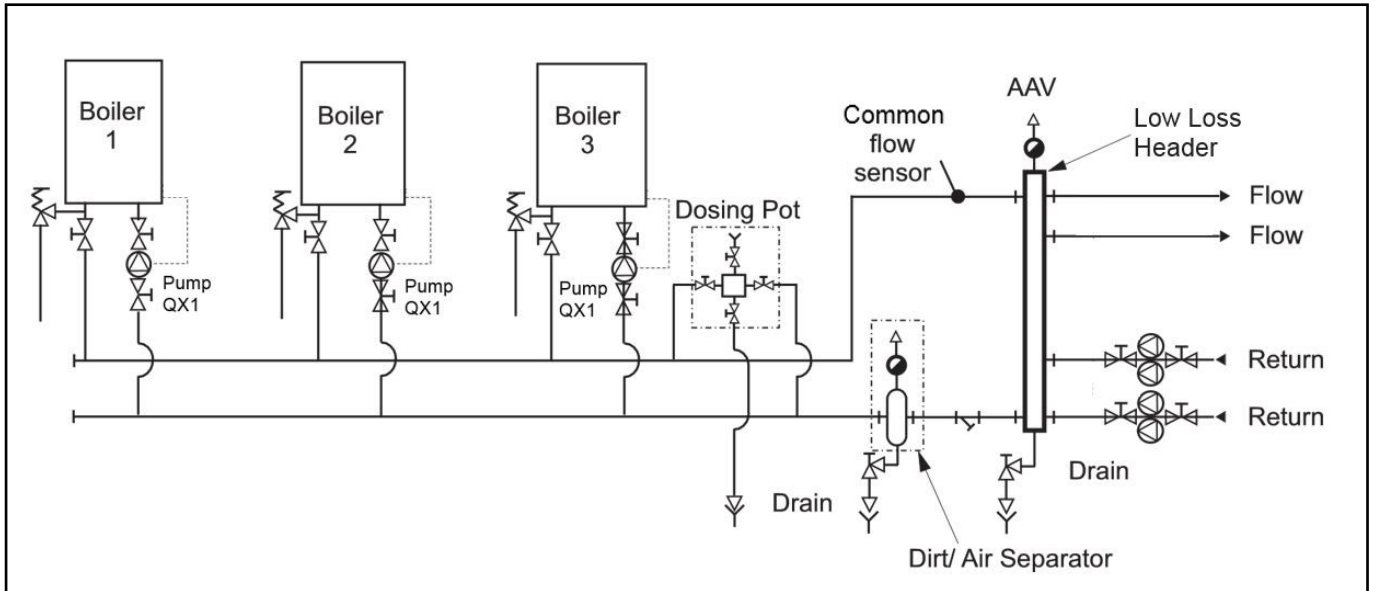 Boiler
1
Boiler
2
Boiler
3
Pump
QX1
Pump
QX1
Pump
QX1
Dosing Pot
Common
flow
sensor
AAV
Low Loss
Header
Flow
Flow
Return
Return
Drain
Drain
Dirt/ Air Separator